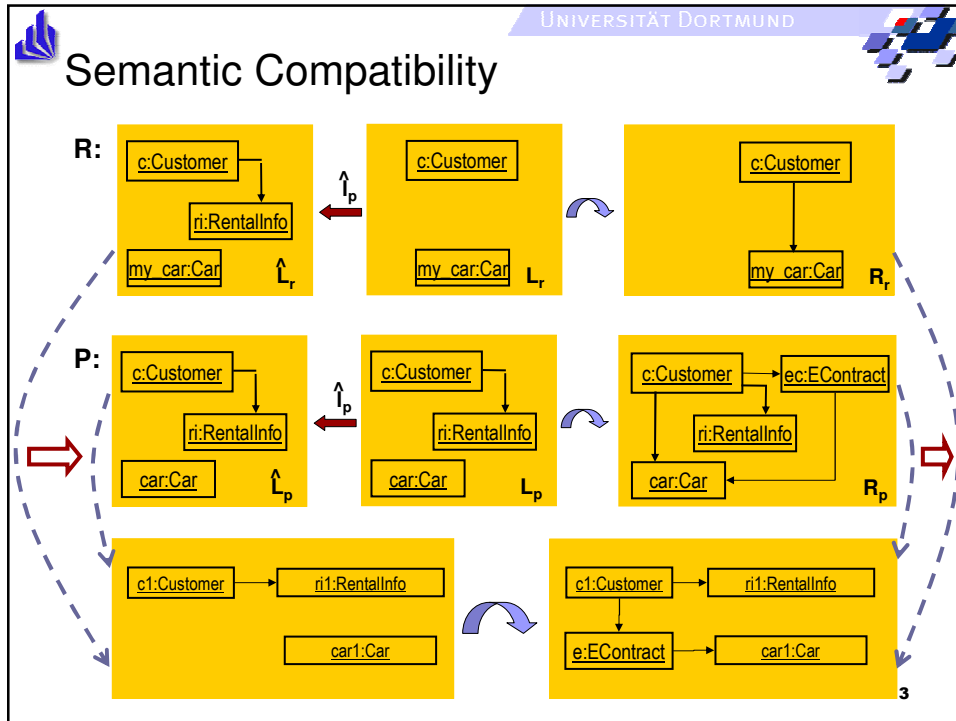 UNIVERSITÄT DORTMUND
Semantic Compatibility
R:
c:Customer
ri:RentalInfo
my_car:Car
L̂r
l̂p
c:Customer
my_car:Car
Lr
c:Customer
my_car:Car
Rr
P:
c:Customer
ri:RentalInfo
car:Car
L̂p
l̂p
c:Customer
ri:RentalInfo
car:Car
Lp
c:Customer
ec:EContract
ri:RentalInfo
car:Car
Rp
c1:Customer
ri1:RentalInfo
car1:Car
c1:Customer
ri1:RentalInfo
e:EContract
car1:Car
3